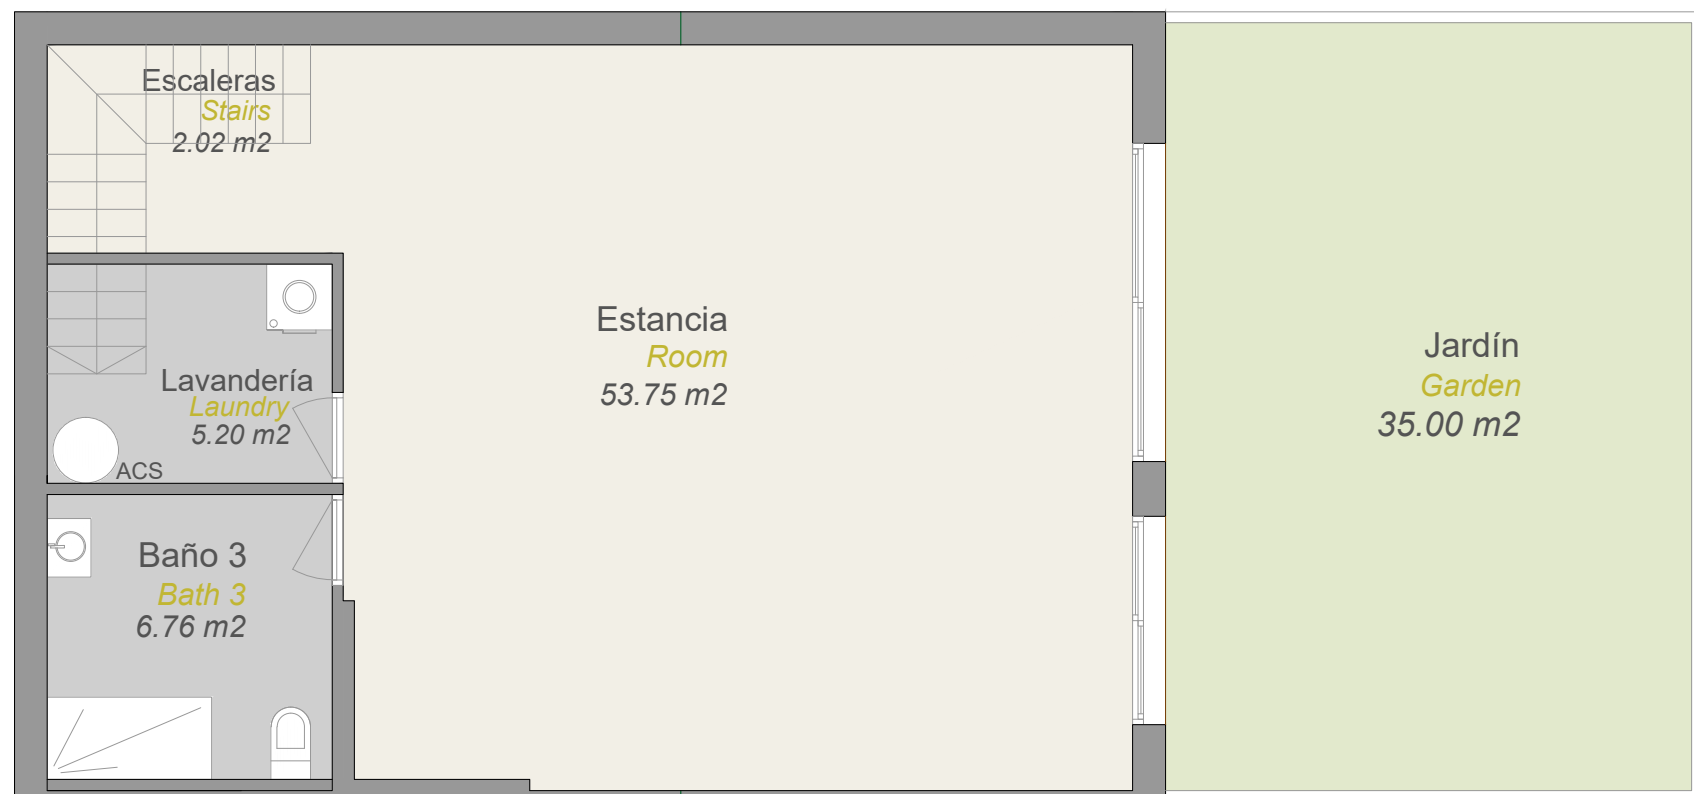 Escaleras
Stairs
2.02 m2
Estancia
Room
53.75 m2
Jardín
Garden
35.00 m2
Lavandería
Laundry
5.20 m2
ACS
Baño 3
Bath 3
6.76 m2